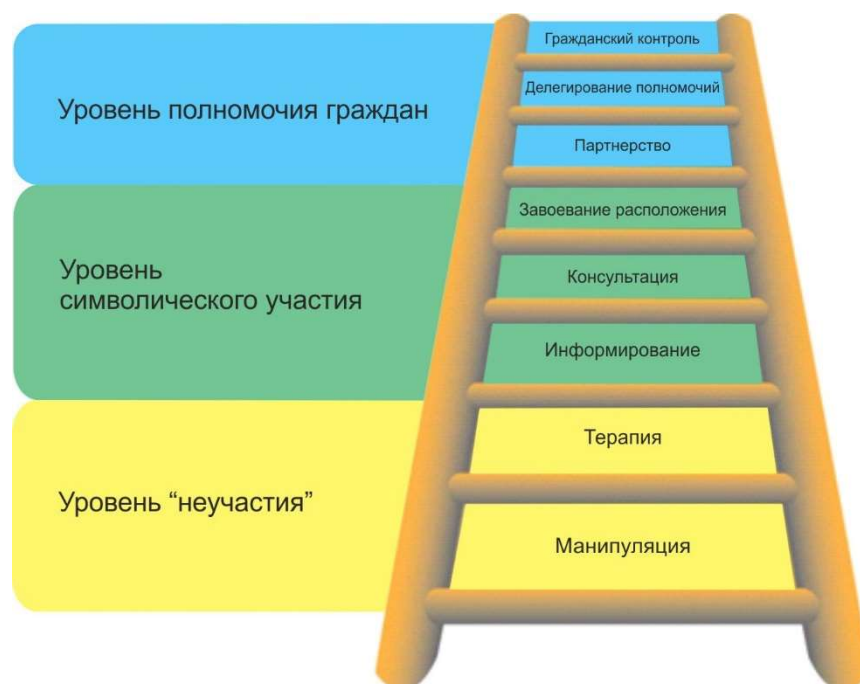 Гражданский контроль
Делегирование полномочий
Уровень полномочия граждан
Партнерство
Завоевание расположения
Уровень
символического участия
Консультация
Информирование
Терапия
Уровень “неучастия”
Манипуляция